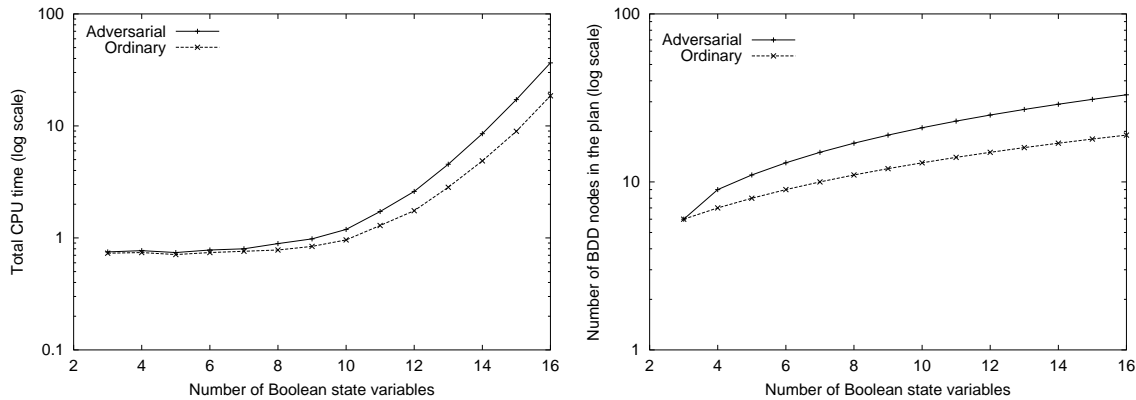 100
10
1
0.1
Total CPU time (log scale)
Adversarial
Ordinary
2 4 6 8 10 12 14 16
Number of Boolean state variables
100
10
1
Number of BDD nodes in the plan (log scale)
Adversarial
Ordinary
2 4 6 8 10 12 14 16
Number of Boolean state variables